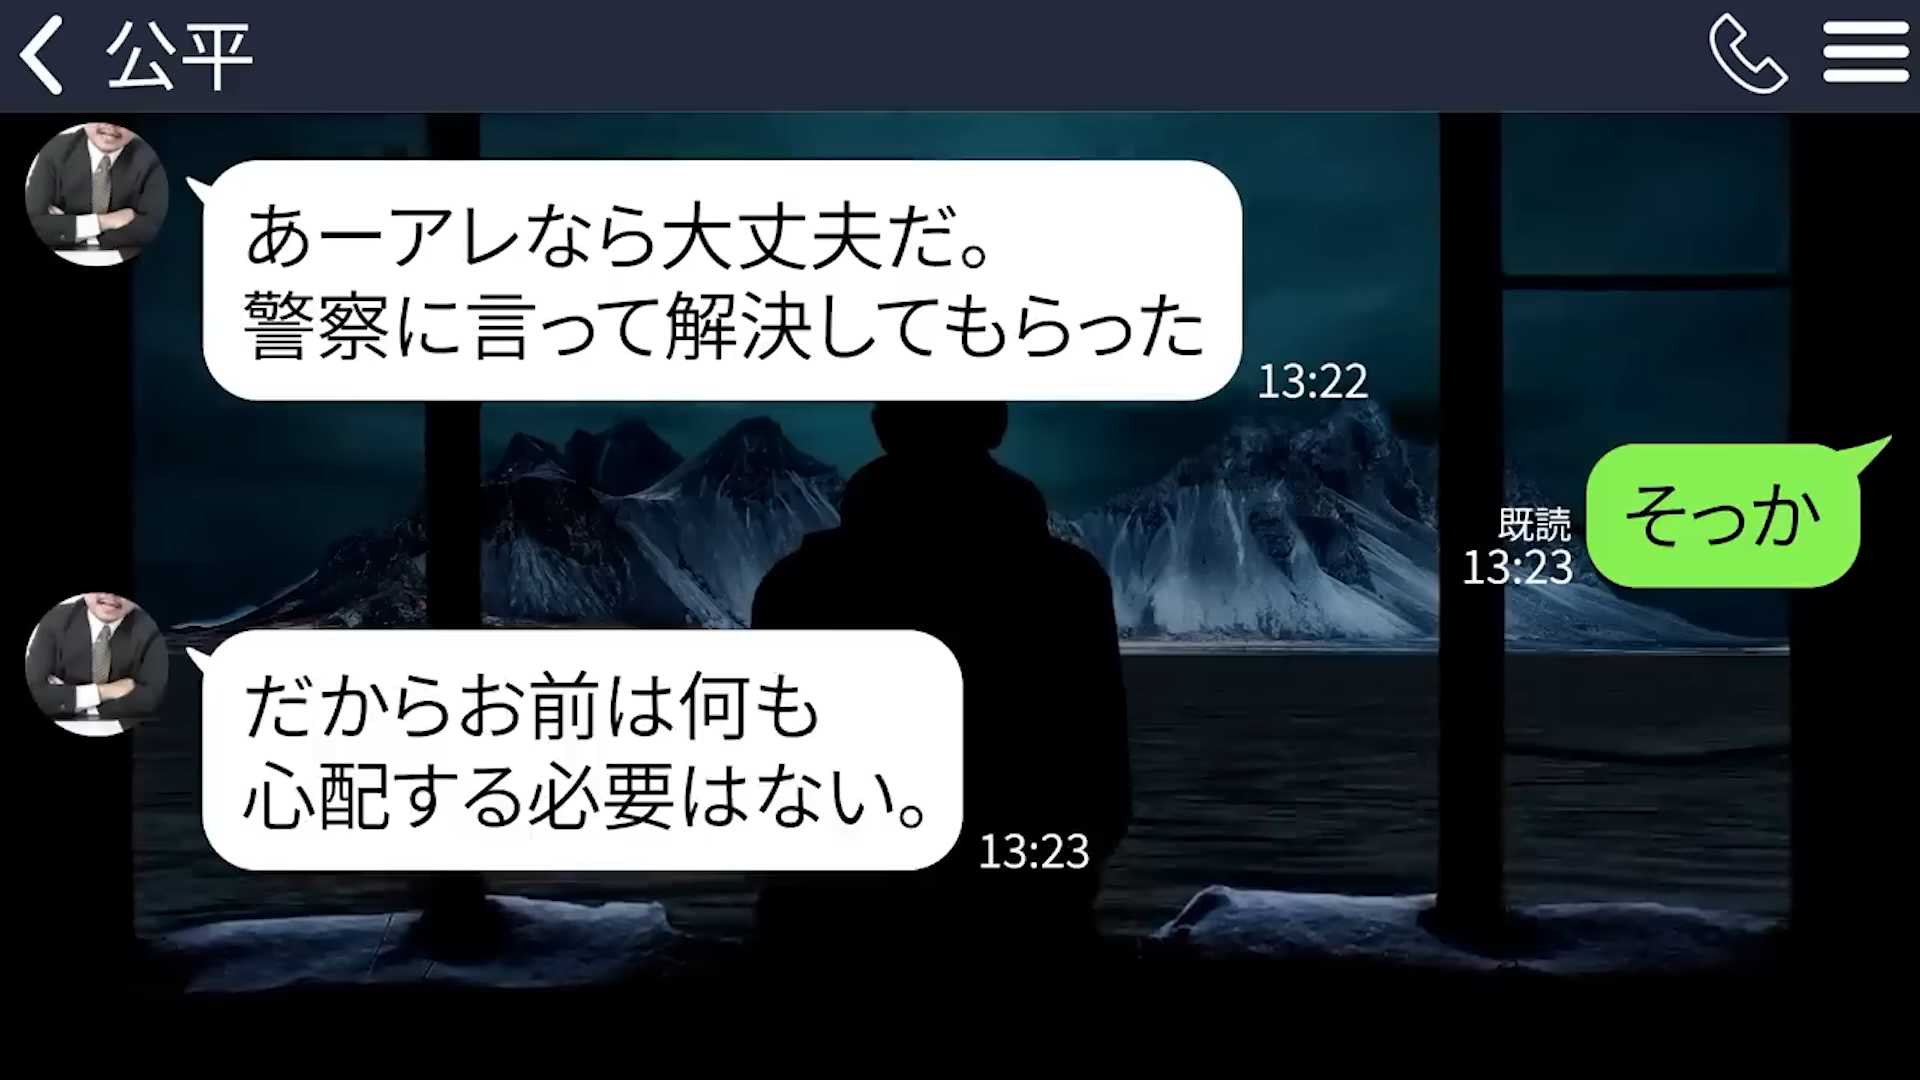 公平
あーアレなら大丈夫だ。
警察に言って解決してもらった
13:22
そっか
既読
13:23
だからお前は何も
心配する必要はない。
13:23